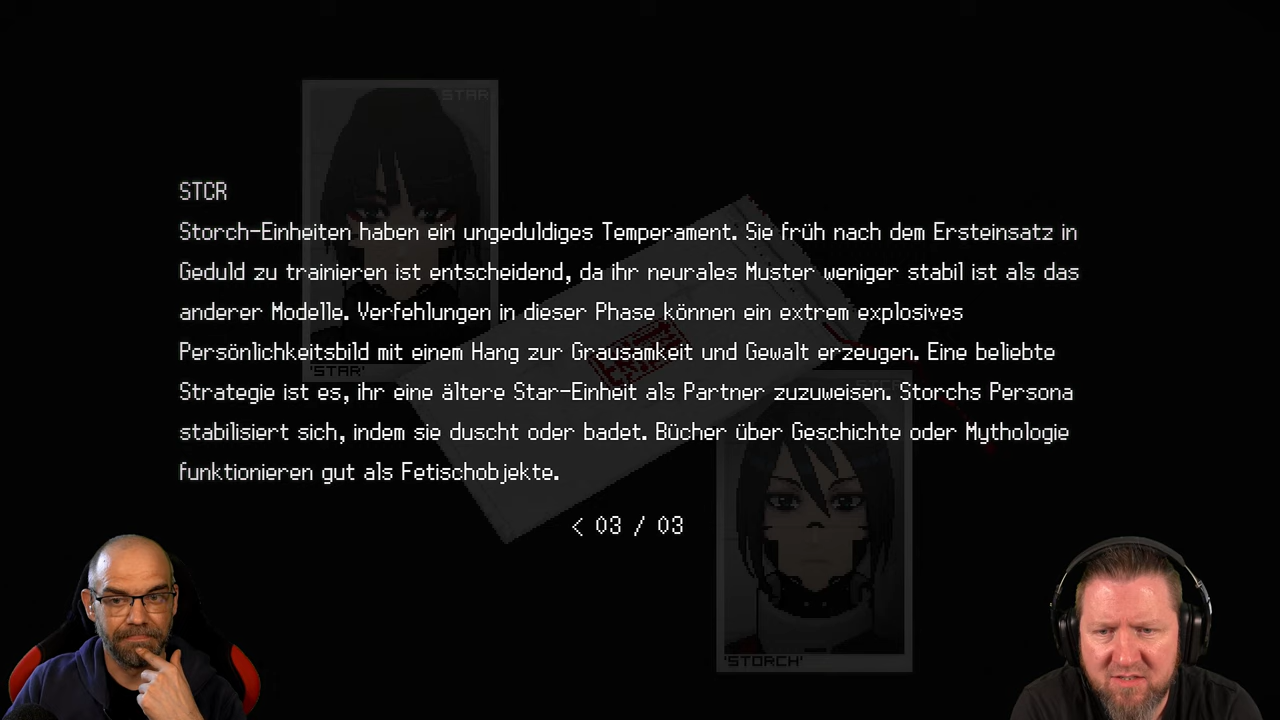 STAR
STCR
Storch-Einheiten haben ein ungeduldiges Temperament. Sie früh nach dem Ersteinsatz in
Geduld zu trainieren ist entscheidend, da ihr neurales Muster weniger stabil ist als das
anderer Modelle. Verfehlungen in dieser Phase können ein extrem explosives
Persönlichkeitsbild mit einem Hang zur Grausamkeit und Gewalt erzeugen. Eine beliebte
'STAR'
Strategie ist es, ihr eine ältere Star-Einheit als Partner zuzuweisen. Storchs Persona
stabilisiert sich, indem sie duscht oder badet. Bücher über Geschichte oder Mythologie
funktionieren gut als Fetischobjekte.
< 03 / 03
'STORCH'